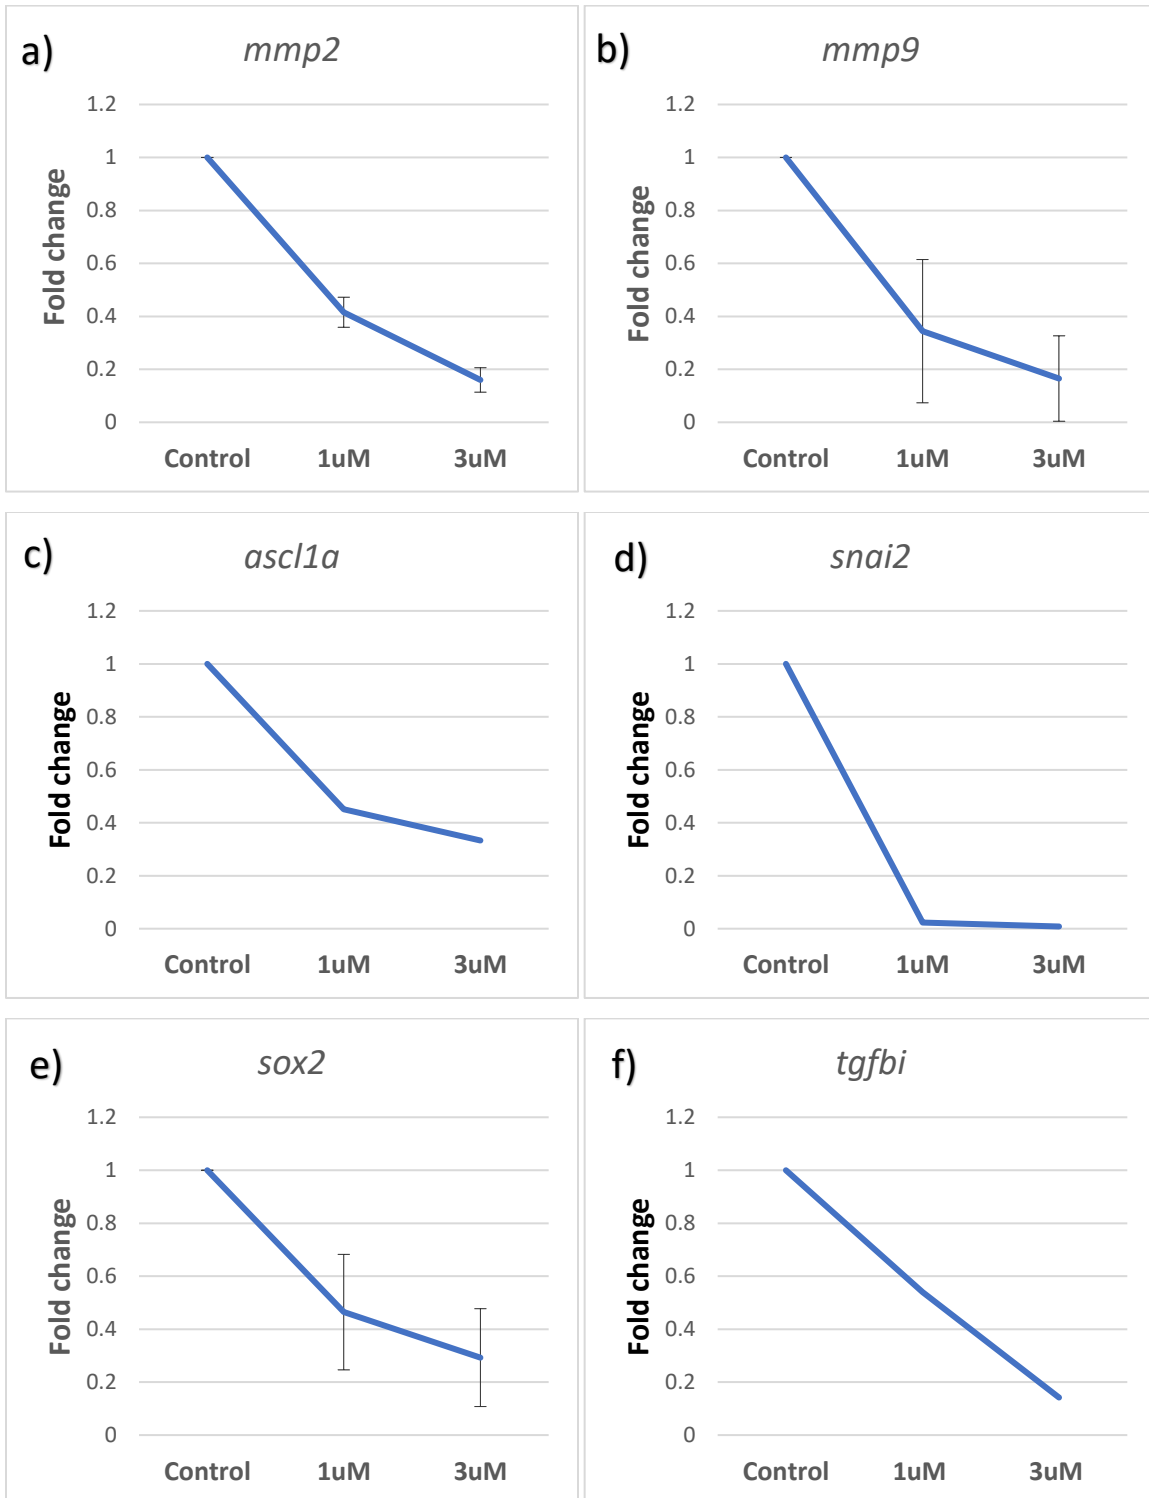 a)
mmp2
Fold change
1.2
1
0.8
0.6
0.4
0.2
0
Control 1uM 3uM
b)
mmp9
Fold change
1.2
1
0.8
0.6
0.4
0.2
0
Control 1uM 3uM
c)
ascl1a
Fold change
1.2
1
0.8
0.6
0.4
0.2
0
Control 1uM 3uM
d)
snai2
Fold change
1.2
1
0.8
0.6
0.4
0.2
0
Control 1uM 3uM
e)
sox2
Fold change
1.2
1
0.8
0.6
0.4
0.2
0
Control 1uM 3uM
f)
tgfbi
Fold change
1.2
1
0.8
0.6
0.4
0.2
0
Control 1uM 3uM